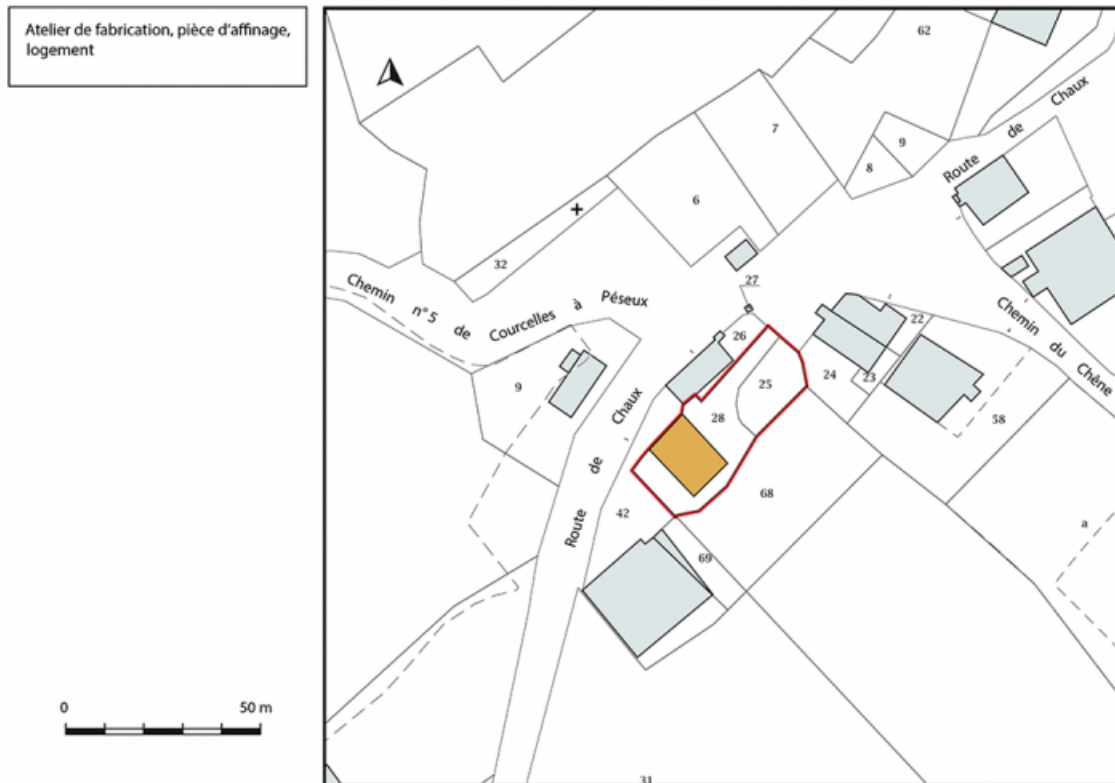 Atelier de fabrication, pièce d'affinage,
logement
62
Route de Chaux
7
9
8
6
32
27
Chemin n° 5 de Courcelles à Péseux
26
22
Chemin du Chêne
25
24
23
9
28
58
Route de Chaux
68
42
a
69
0 50 m
31